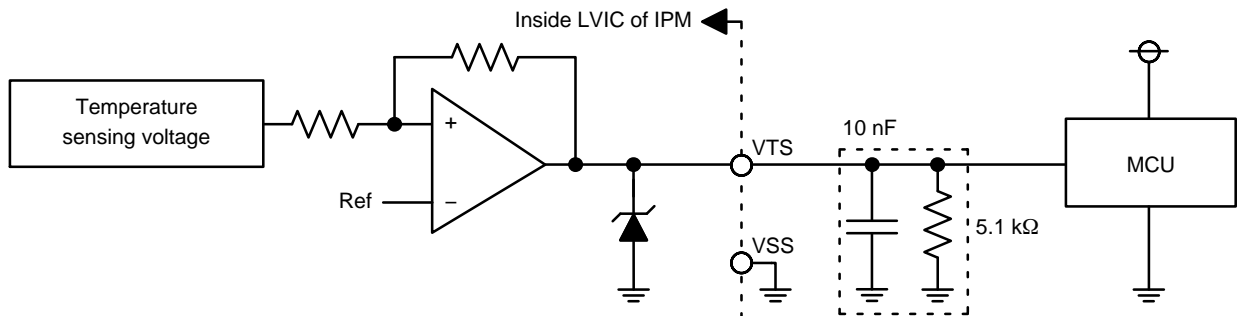 Inside LVIC of IPM
Temperature
sensing voltage
+
−
Ref
VTS
VSS
10 nF
5.1 kΩ
MCU